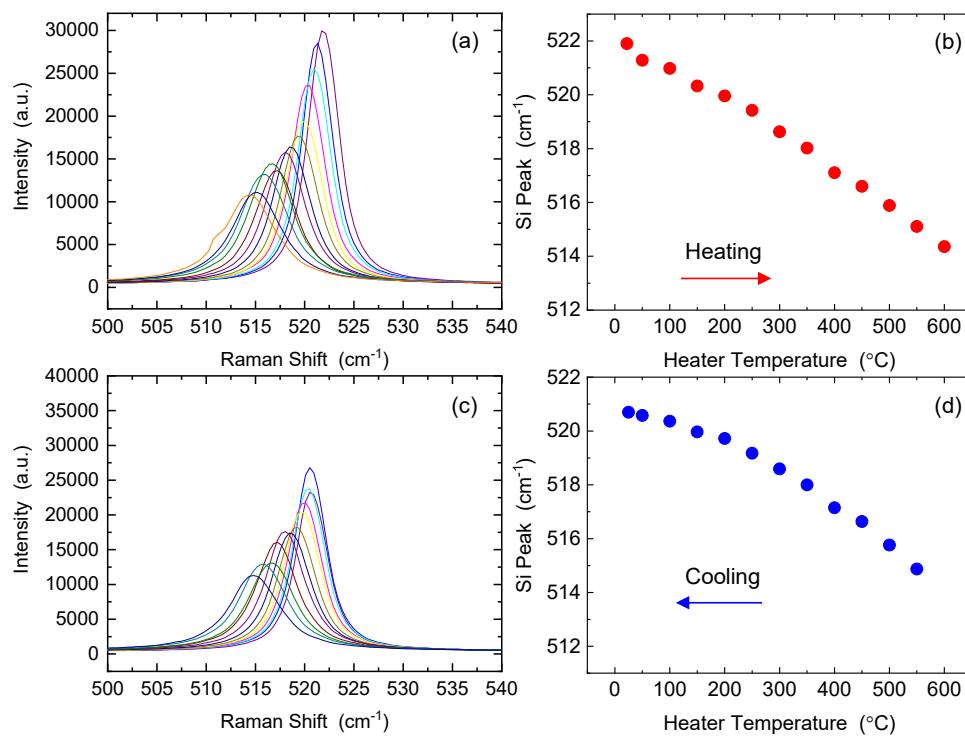 (a)
30000
25000
20000
15000
10000
5000
0
Intensity (a.u.)
500 505 510 515 520 525 530 535 540
Raman Shift (cm⁻¹)
(b)
522
520
518
516
514
512
Si Peak (cm⁻¹)
Heating
0 100 200 300 400 500 600
Heater Temperature (°C)
(c)
40000
35000
30000
25000
20000
15000
10000
5000
0
Intensity (a.u.)
500 505 510 515 520 525 530 535 540
Raman Shift (cm⁻¹)
(d)
522
520
518
516
514
512
Si Peak (cm⁻¹)
Cooling
0 100 200 300 400 500 600
Heater Temperature (°C)